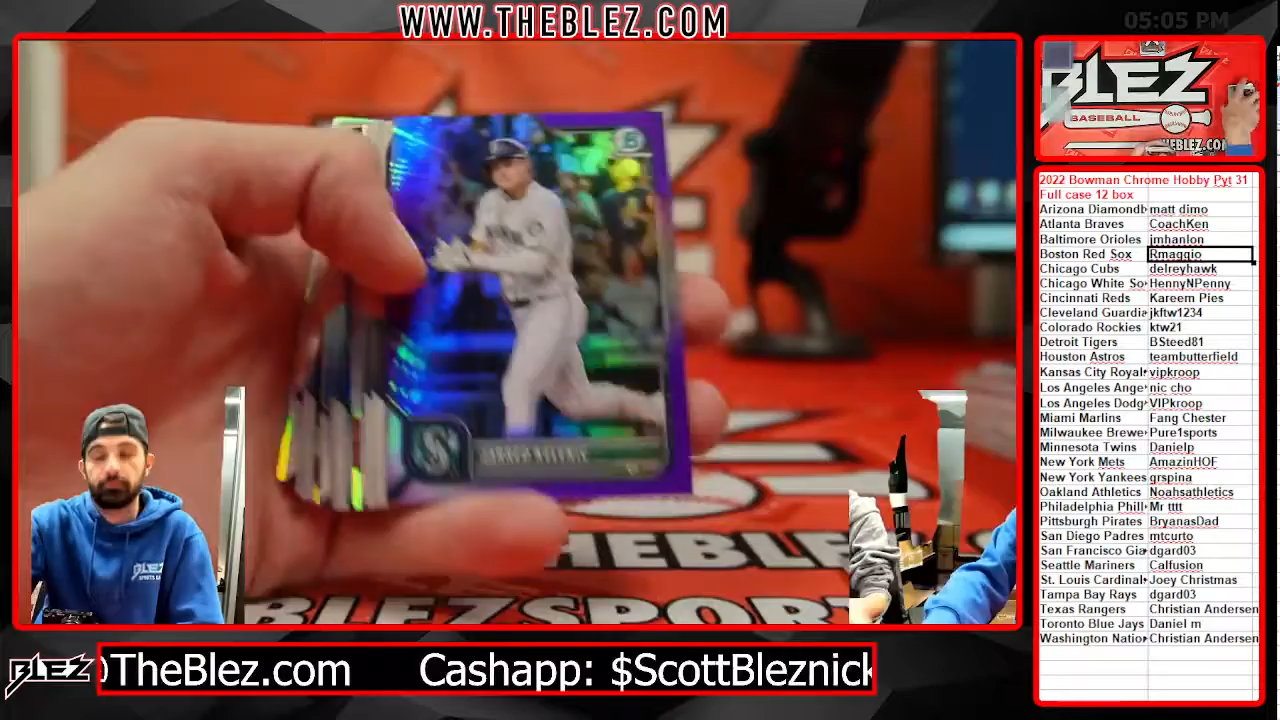 WWW.THEBLEZ.COM
05:05 PM
BLEZ
BASEBALL
THEBLEZ.COM
2022 Bowman Chrome Hobby Pyt 31
Full case 12 box
Arizona Diamondb matt dimo
Atlanta Braves CoachKen
Baltimore Orioles jmhanlon
Boston Red Sox Rmaggio
Chicago Cubs delreyhawk
Chicago White So HennyNPenny
Cincinnati Reds Kareem Pies
Cleveland Guardia jkftw1234
Colorado Rockies ktw21
Detroit Tigers BSteed81
Houston Astros teambutterfield
Kansas City Royal vipkroop
Los Angeles Ange nic cho
Los Angeles Dodg VIPkroop
Miami Marlins Fang Chester
Milwaukee Brewe Pure1sports
Minnesota Twins Danielp
New York Mets AmazinHOF
New York Yankees grspina
Oakland Athletics Noahsathletics
Philadelphia Phill Mr tttt
Pittsburgh Pirates BryanasDad
San Diego Padres mtcurto
San Francisco Gia dgard03
Seattle Mariners Calfusion
St. Louis Cardinal Joey Christmas
Tampa Bay Rays dgard03
Texas Rangers Christian Andersen
Toronto Blue Jays Daniel m
Washington Natio Christian Andersen
THEBLE
BLEZSPORT
BLEZ
BLEZ @TheBlez.com Cashapp: $ScottBleznick